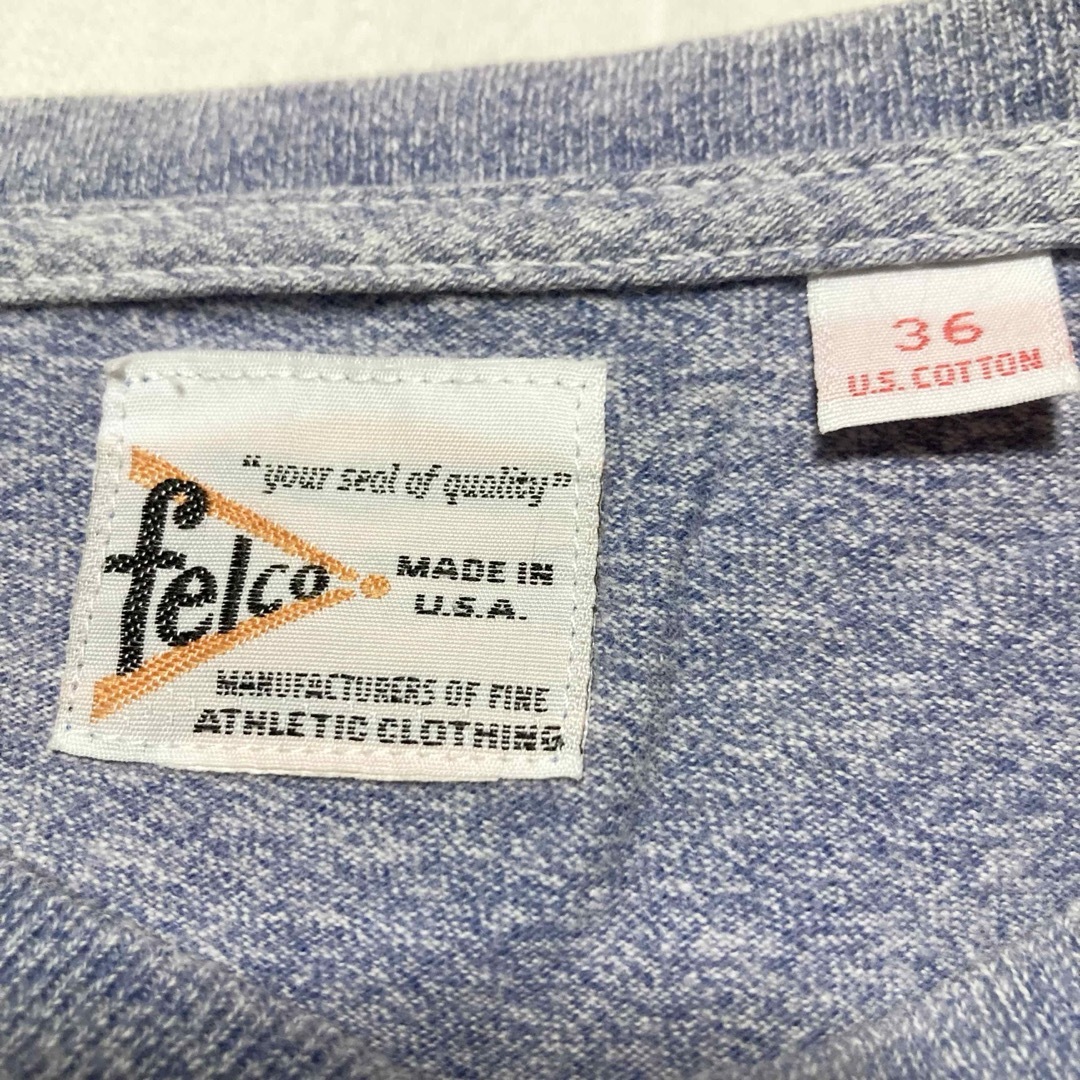 "your seal of quality"
felco
MADE IN
U.S.A.
MANUFACTURERS OF FINE
ATHLETIC CLOTHING
36
U.S. COTTON